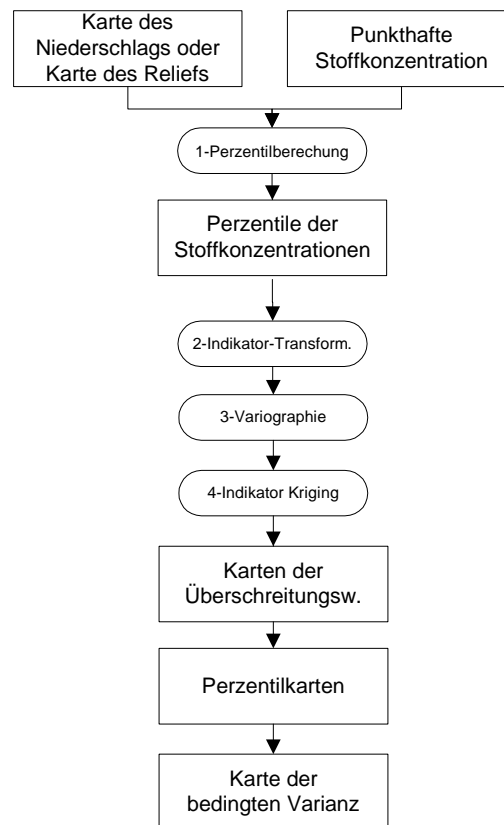 Karte des
Niederschlags oder
Karte des Reliefs
Punkthafte
Stoffkonzentration
1-Perzentilberechung
Perzentile der
Stoffkonzentrationen
2-Indikator-Transform.
3-Variographie
4-Indikator Kriging
Karten der
Überschreitungsw.
Perzentilkarten
Karte der
bedingten Varianz